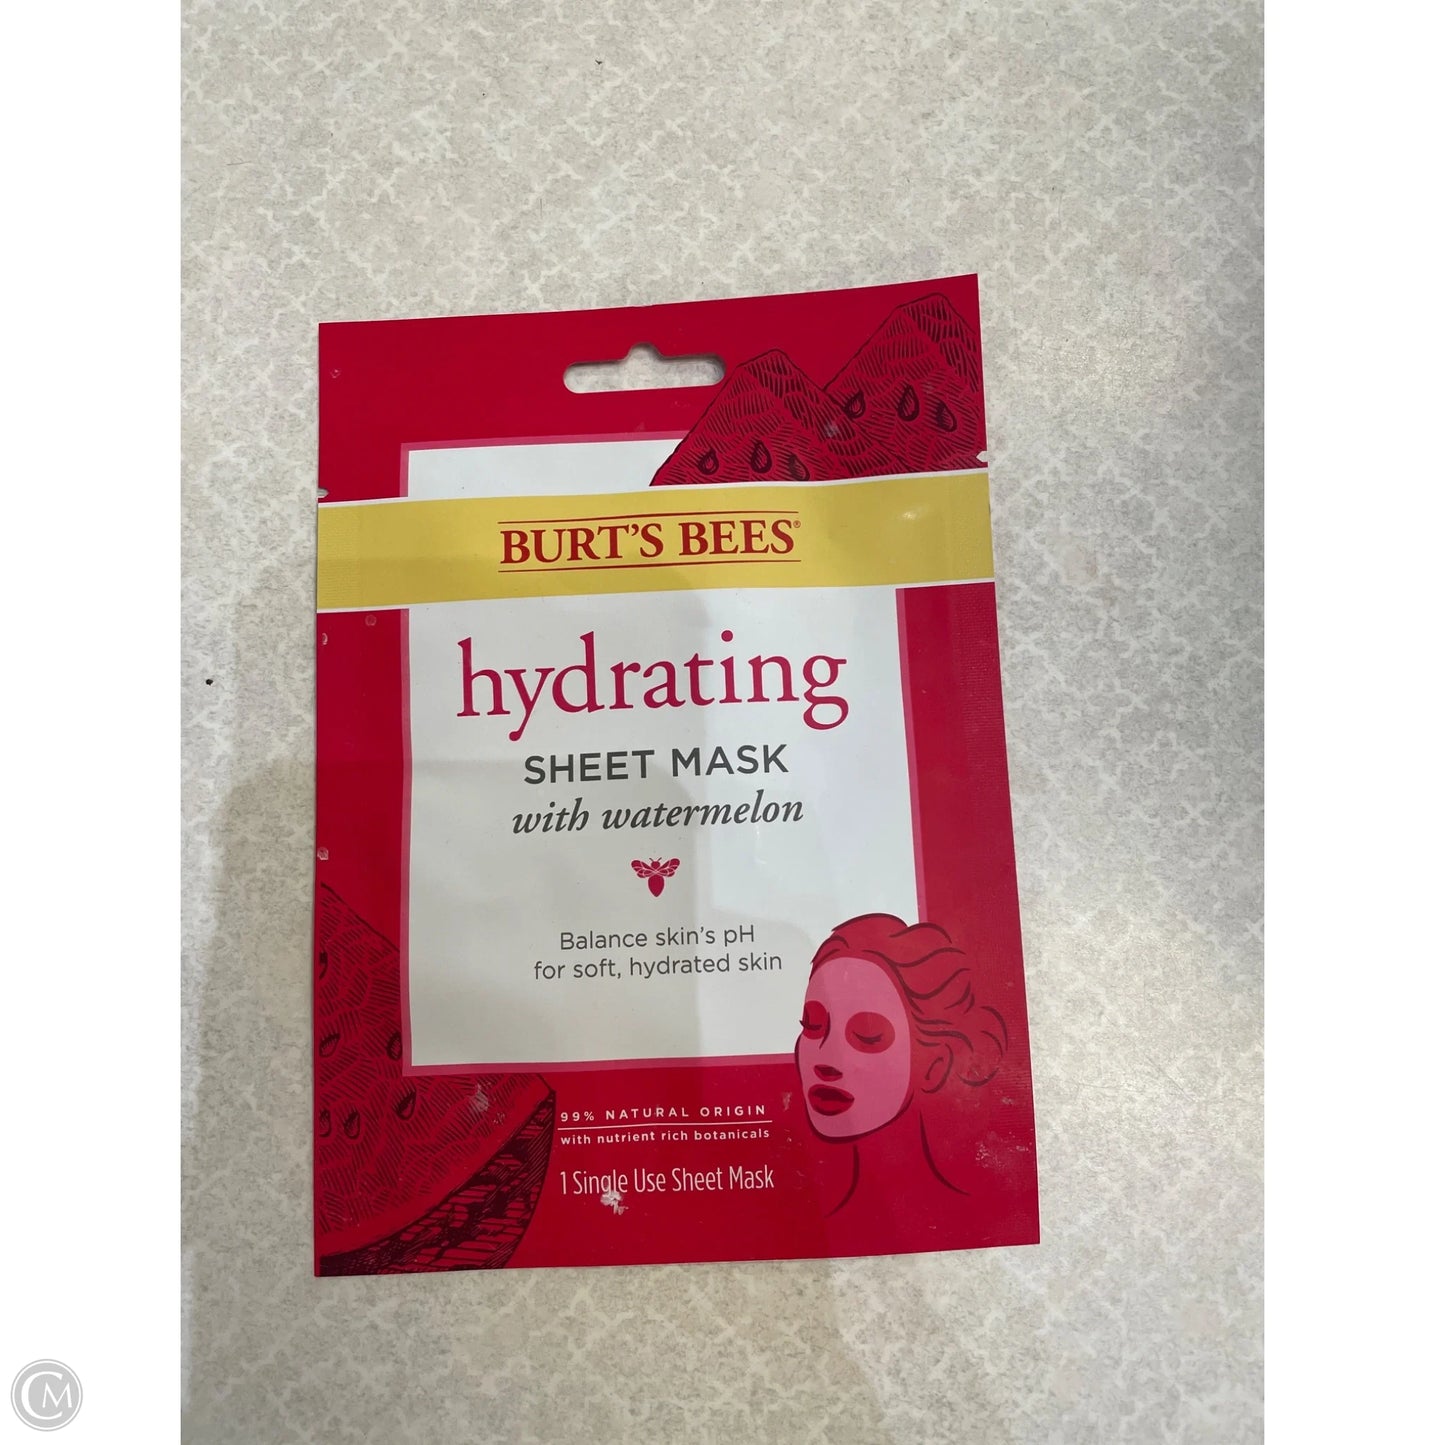 BURT'S BEES®
hydrating
SHEET MASK
with watermelon
Balance skin's pH
for soft, hydrated skin
99% NATURAL ORIGIN
with nutrient rich botanicals
1 Single Use Sheet Mask
CM